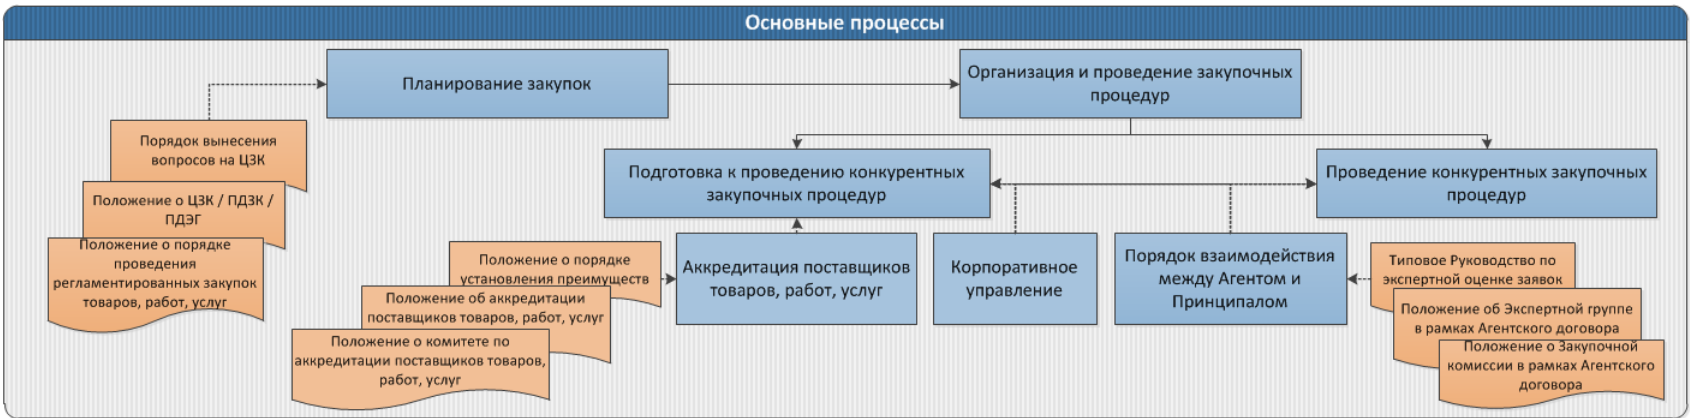 Основные процессы
Планирование закупок
Организация и проведение закупочных
процедур
Порядок вынесения
вопросов на ЦЗК
Положение о ЦЗК / ПДЗК /
ПДЭГ
Положение о порядке
проведения
регламентированных закупок
товаров, работ, услуг
Подготовка к проведению конкурентных
закупочных процедур
Проведение конкурентных закупочных
процедур
Положение о порядке
установления преимуществ
Положение об аккредитации
поставщиков товаров, работ, услуг
Положение о комитете по
аккредитации поставщиков товаров,
работ, услуг
Аккредитация поставщиков
товаров, работ, услуг
Корпоративное
управление
Порядок взаимодействия
между Агентом и
Принципалом
Типовое Руководство по
экспертной оценке заявок
Положение об Экспертной группе
в рамках Агентского договора
Положение о Закупочной
комиссии в рамках Агентского
договора